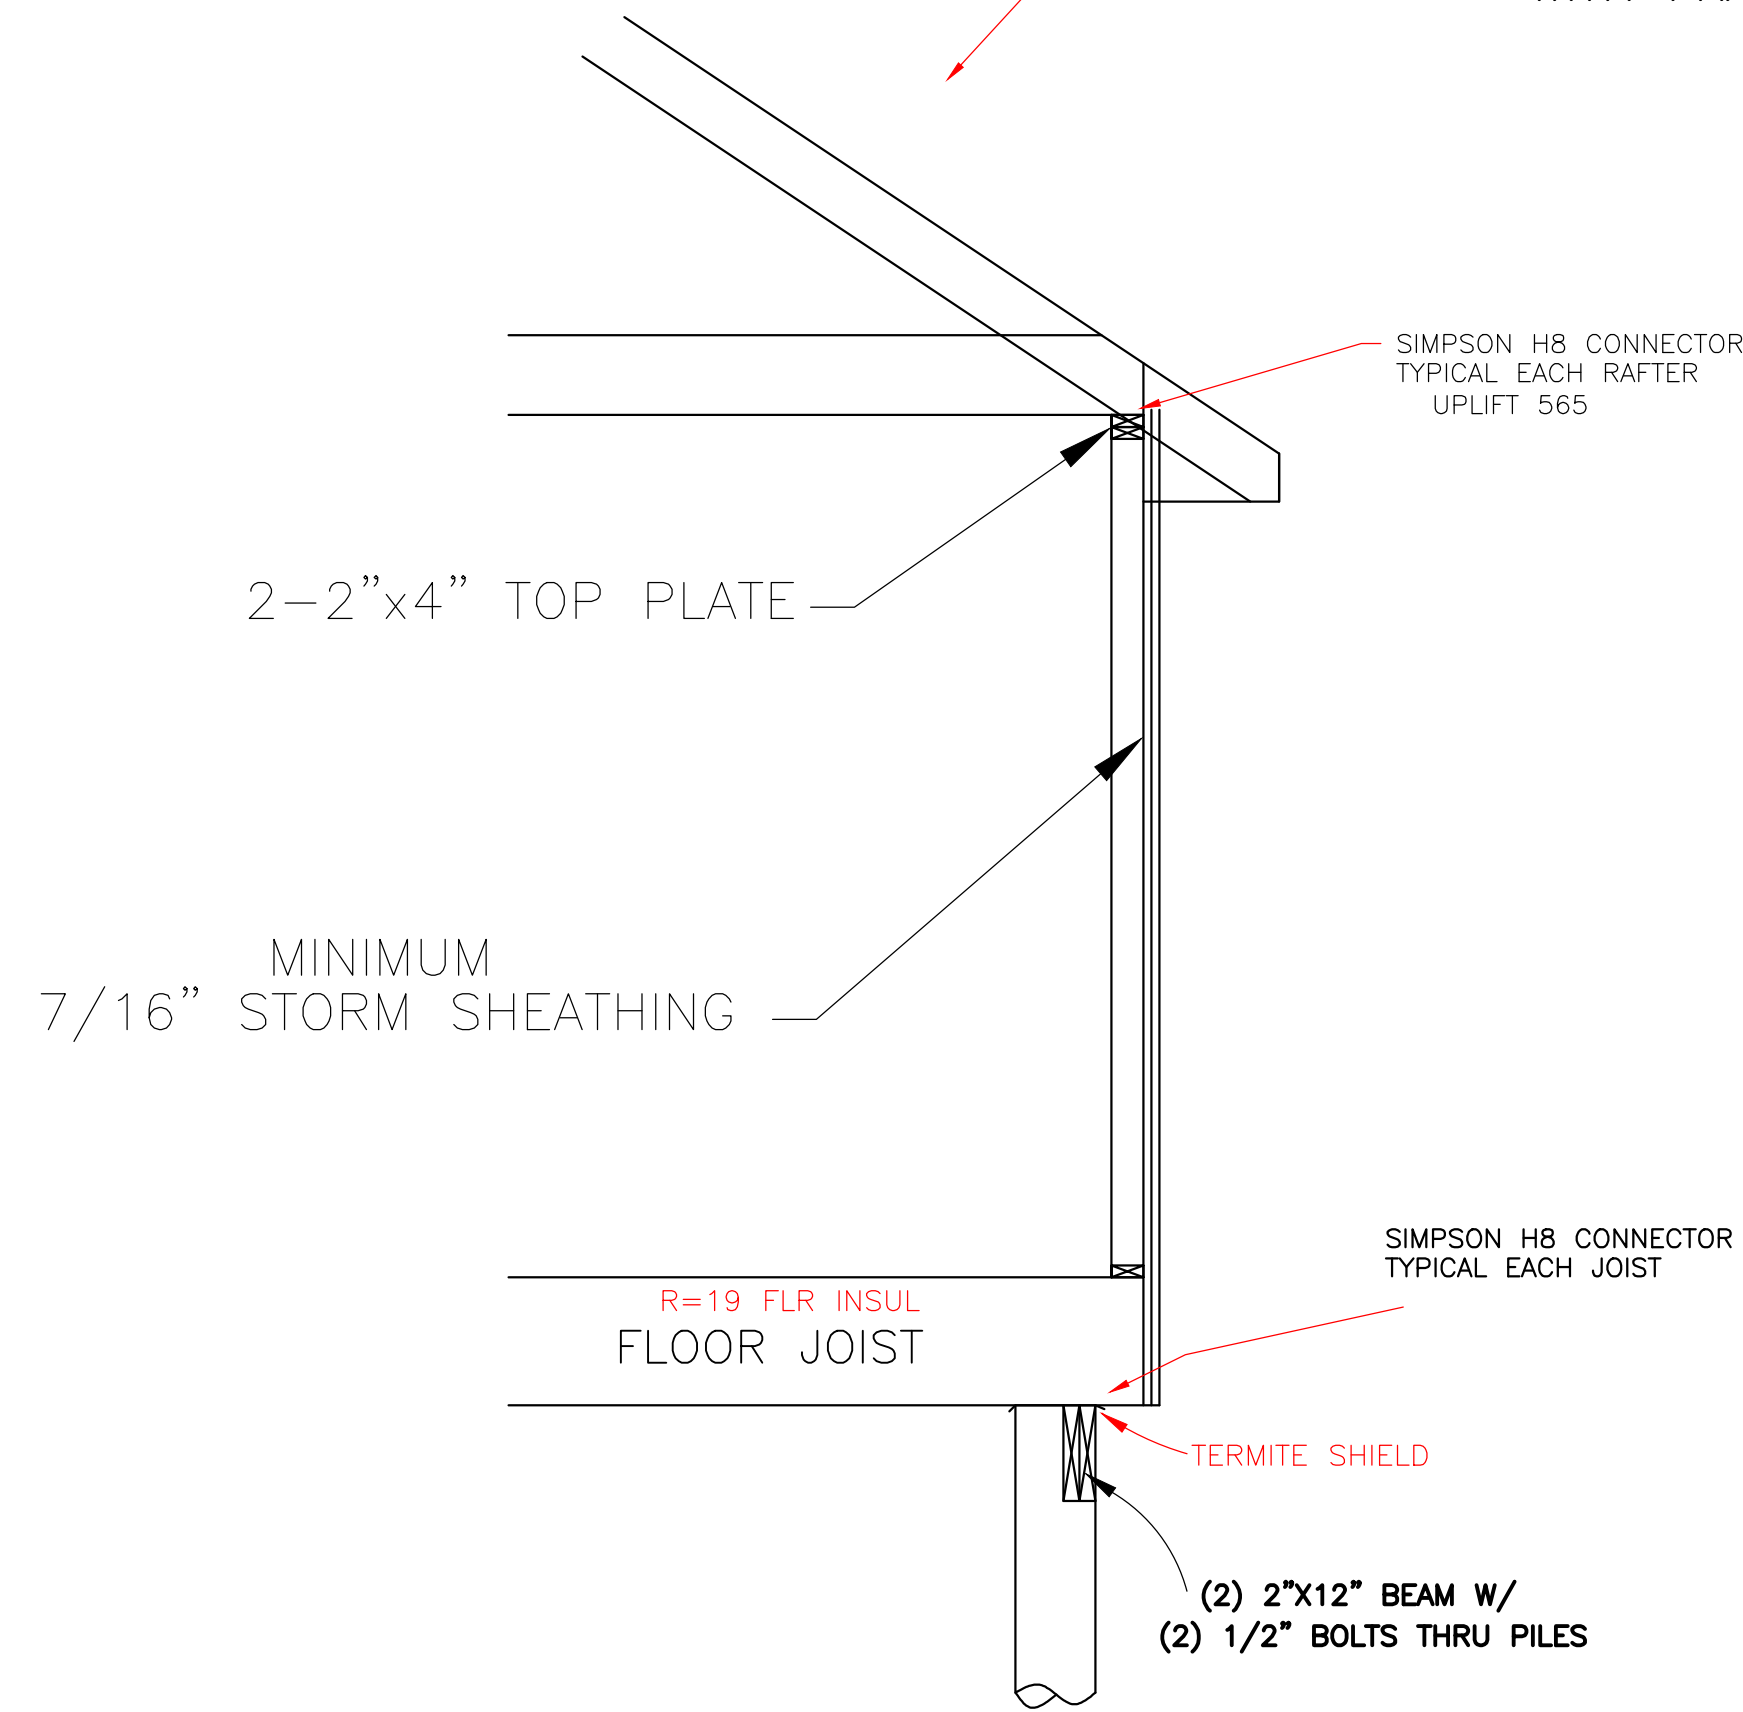 SIMPSON H8 CONNECTOR
TYPICAL EACH RAFTER
UPLIFT 565
2-2”x4” TOP PLATE
MINIMUM
7/16” STORM SHEATHING
SIMPSON H8 CONNECTOR
TYPICAL EACH JOIST
R=19 FLR INSUL
FLOOR JOIST
TERMITE SHIELD
(2) 2”X12” BEAM W/
(2) 1/2” BOLTS THRU PILES